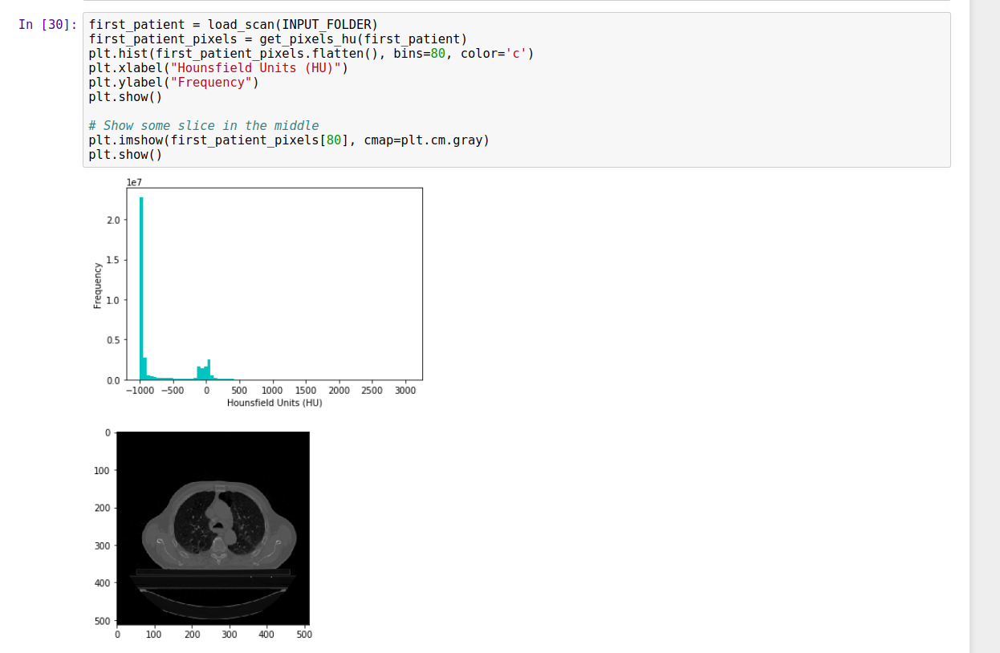 In [30]:
first_patient = load_scan(INPUT_FOLDER)
first_patient_pixels = get_pixels_hu(first_patient)
plt.hist(first_patient_pixels.flatten(), bins=80, color='c')
plt.xlabel("Hounsfield Units (HU)")
plt.ylabel("Frequency")
plt.show()

# Show some slice in the middle
plt.imshow(first_patient_pixels[80], cmap=plt.cm.gray)
plt.show()
1e7
2.0
1.5
1.0
0.5
0.0
Frequency
−1000 −500 0 500 1000 1500 2000 2500 3000
Hounsfield Units (HU)
0
100
200
300
400
500
0 100 200 300 400 500